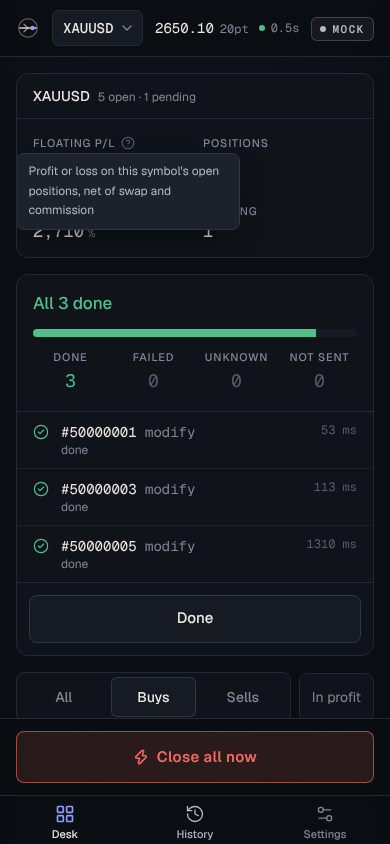 XAUUSD 2650.10 20pt 0.5s MOCK
XAUUSD 5 open · 1 pending
FLOATING P/L ? POSITIONS
Profit or loss on this symbol's open
positions, net of swap and
commission
NG
2,710 % 1
All 3 done
DONE FAILED UNKNOWN NOT SENT
3 0 0 0
#50000001 modify 53 ms
done
#50000003 modify 113 ms
done
#50000005 modify 1310 ms
done
Done
All Buys Sells In profit
Close all now
Desk History Settings